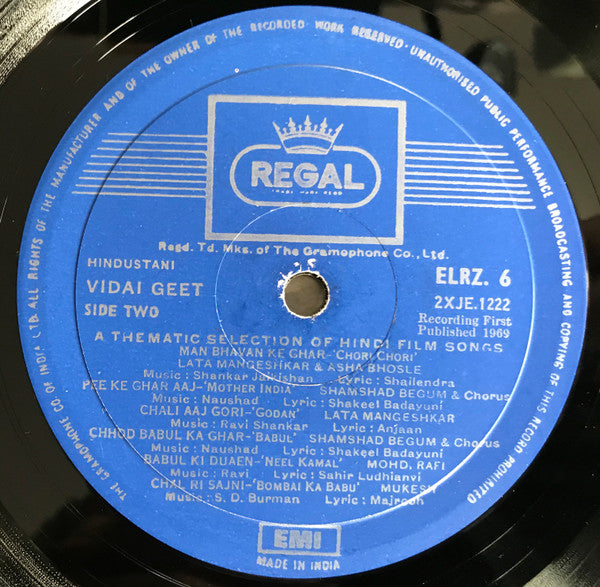 THE GRAMOPHONE CO OF INDIA LTD. ALL RIGHTS OF THE MANUFACTURER AND OF THE OWNER OF THE RECORDED WORK RESERVED · UNAUTHORISED PUBLIC PERFORMANCE BROADCASTING AND COPYING OF THIS RECORD PROHIBITED
REGAL
TRADE MARK REGD
Regd. Td. Mks. of The Gramophone Co., Ltd.
HINDUSTANI
VIDAI GEET
SIDE TWO
ELRZ. 6
2XJE.1222
Recording First
Published 1969
A THEMATIC SELECTION OF HINDI FILM SONGS
MAN BHAVAN KE GHAR-'CHORI CHORI'
LATA MANGESHKAR & ASHA BHOSLE
Music : Shankar Jaikishan Lyric : Shailendra
PEE KE GHAR AAJ-'MOTHER INDIA' SHAMSHAD BEGUM & Chorus
Music : Naushad Lyric : Shakeel Badayuni
CHALI AAJ GORI-'GODAN' LATA MANGESHKAR
Music : Ravi Shankar Lyric : Anjaan
CHHOD BABUL KA GHAR-'BABUL' SHAMSHAD BEGUM & Chorus
Music : Naushad Lyric : Shakeel Badayuni
BABUL KI DUAEN-'NEEL KAMAL' MOHD. RAFI
Music : Ravi Lyric : Sahir Ludhianvi
CHAL RI SAJNI-'BOMBAI KA BABU' MUKESH
Music : S. D. Burman Lyric : Majrooh
EMI
MADE IN INDIA